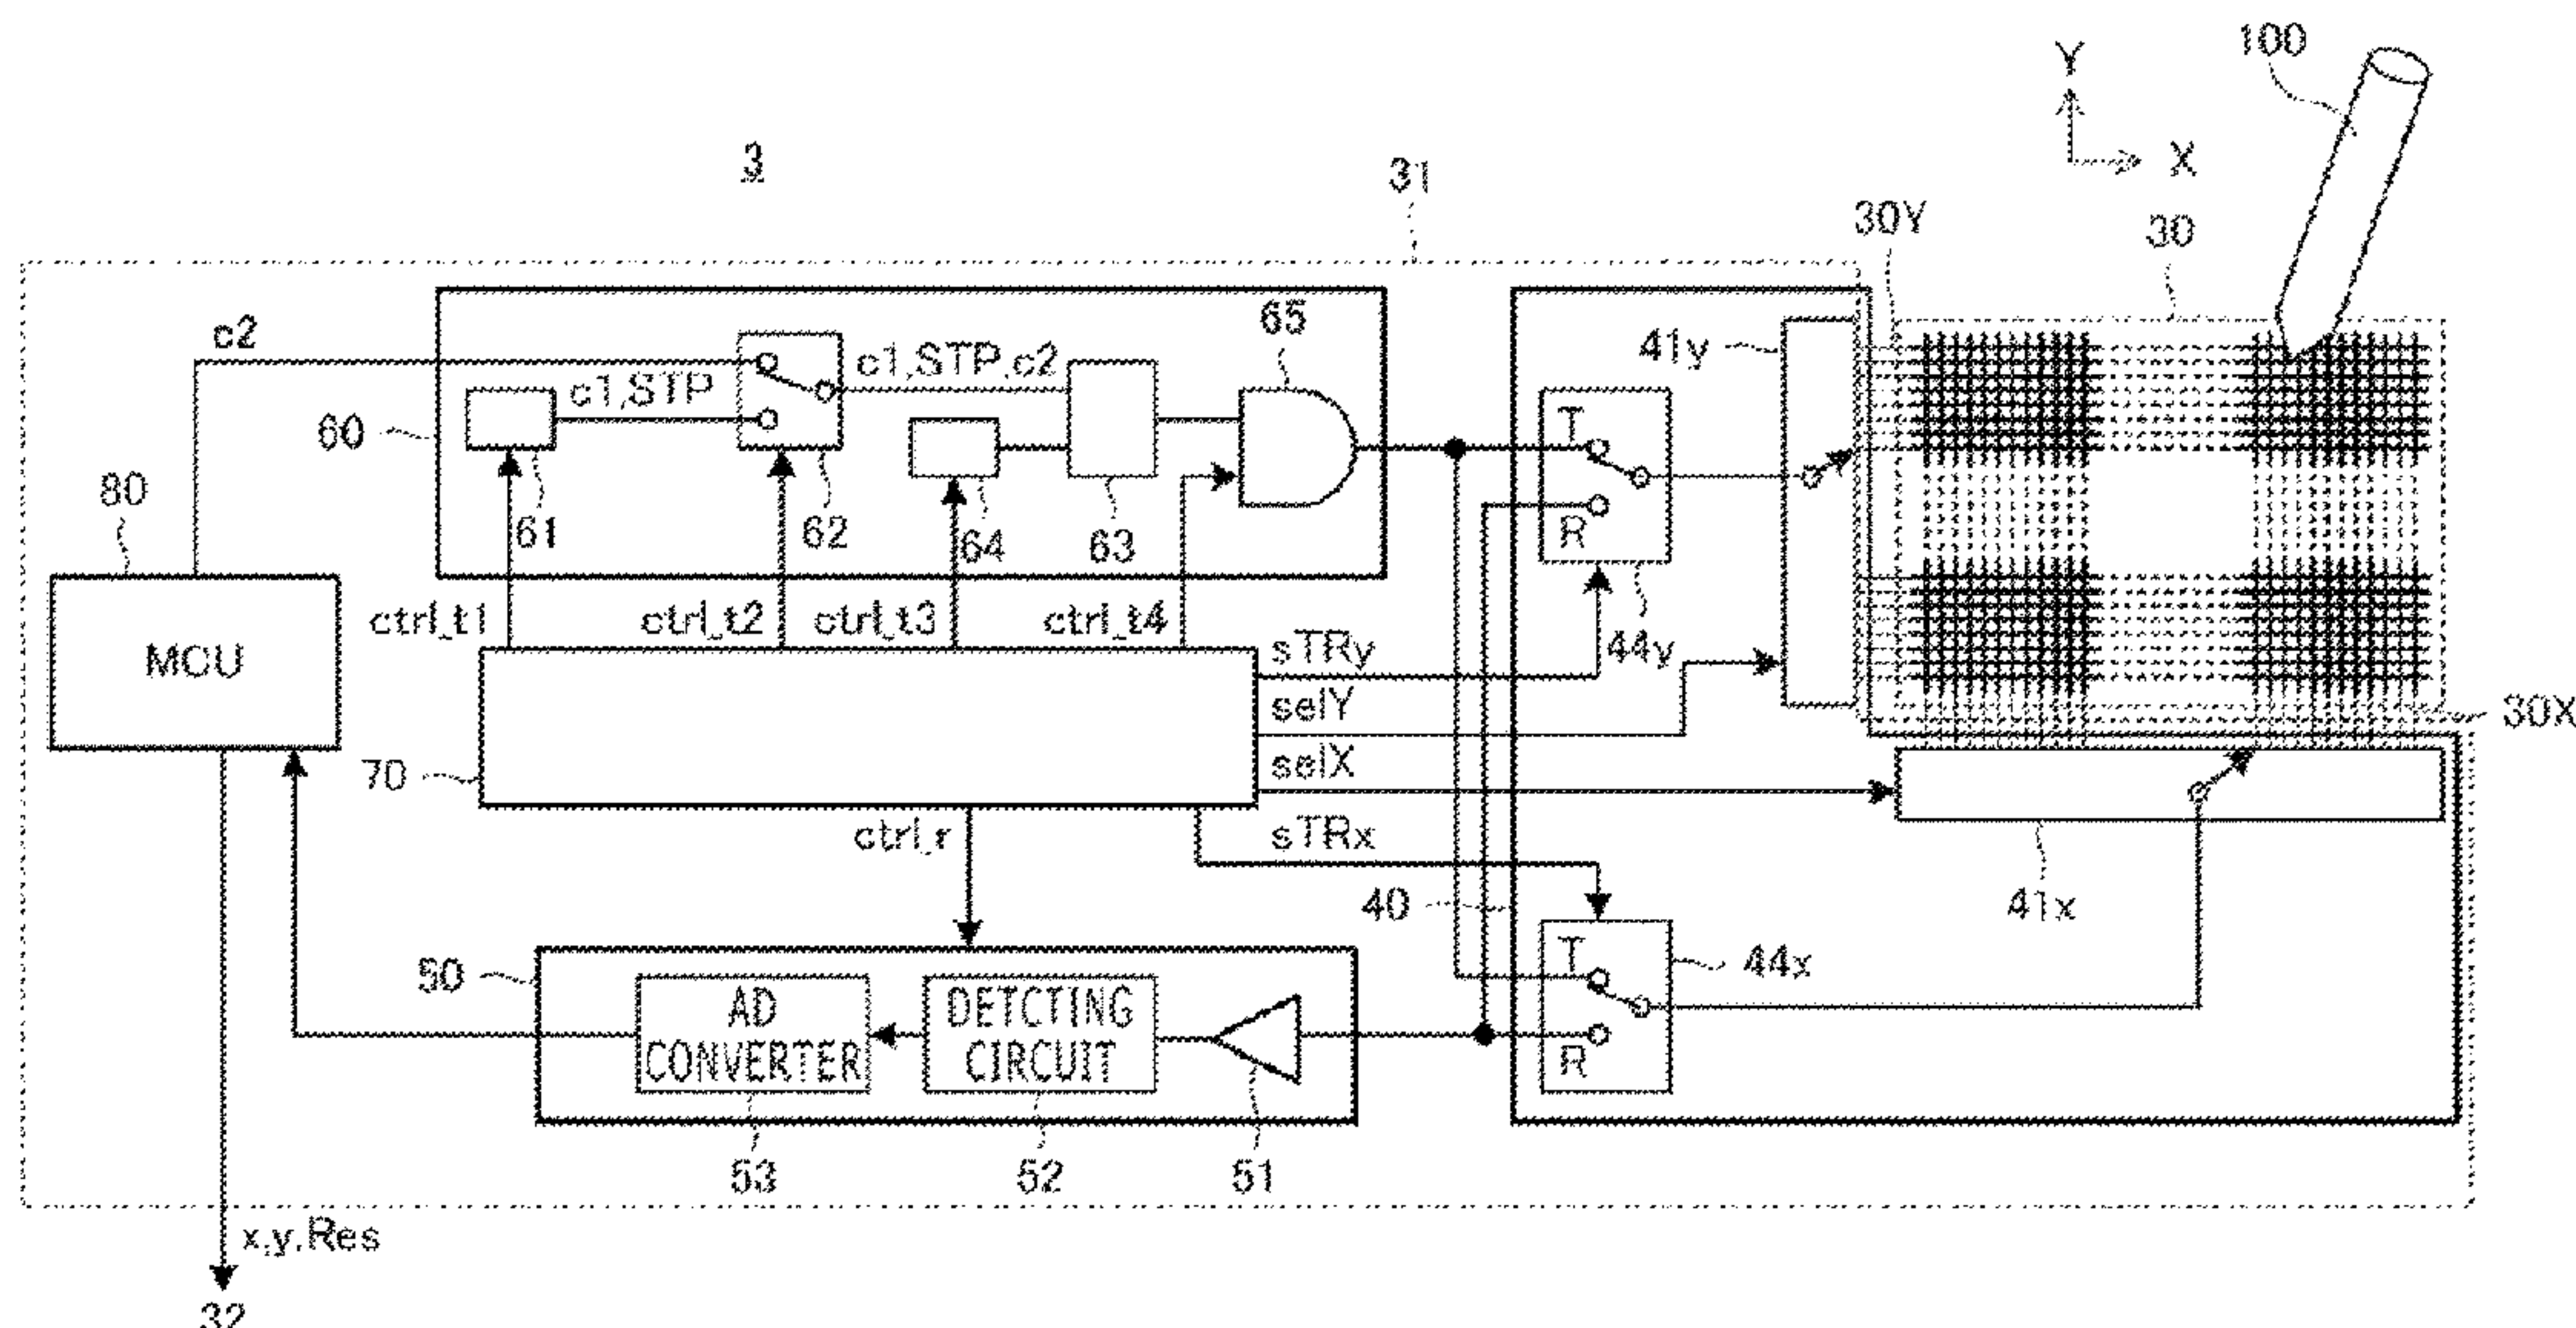 100
Y
X
3
31
30Y
30
c2
65
41y
c1,STP,c2
c1,STP
T
60
80
61
62
64
63
R
ctrl_t1
ctrl_t2
ctrl_t3
ctrl_t4
44y
MCU
sTRy
selY
30X
selX
70
ctrl_r
sTRx
40
41x
T
44x
50
AD
CONVERTER
DETCTING
CIRCUIT
R
53
52
51
x,y,Res
32